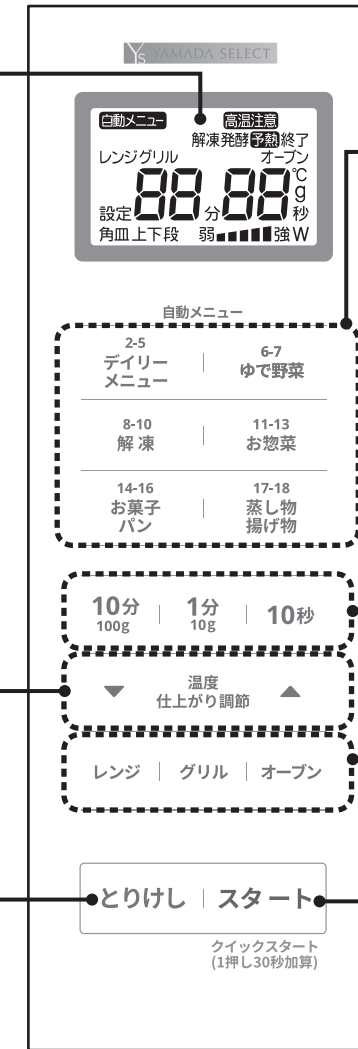 YS YAMADA SELECT
自動メニュー 高温注意
解凍発酵予熱終了
レンジグリル オーブン
℃
設定88分88g秒
角皿上下段 弱強W
自動メニュー
2-5
デイリー
メニュー
6-7
ゆで野菜
8-10
解凍
11-13
お惣菜
14-16
お菓子
パン
17-18
蒸し物
揚げ物
10分
100g
1分
10g
10秒
温度
仕上がり調節
レンジ グリル オーブン
とりけし スタート
クイックスタート
(1押し30秒加算)